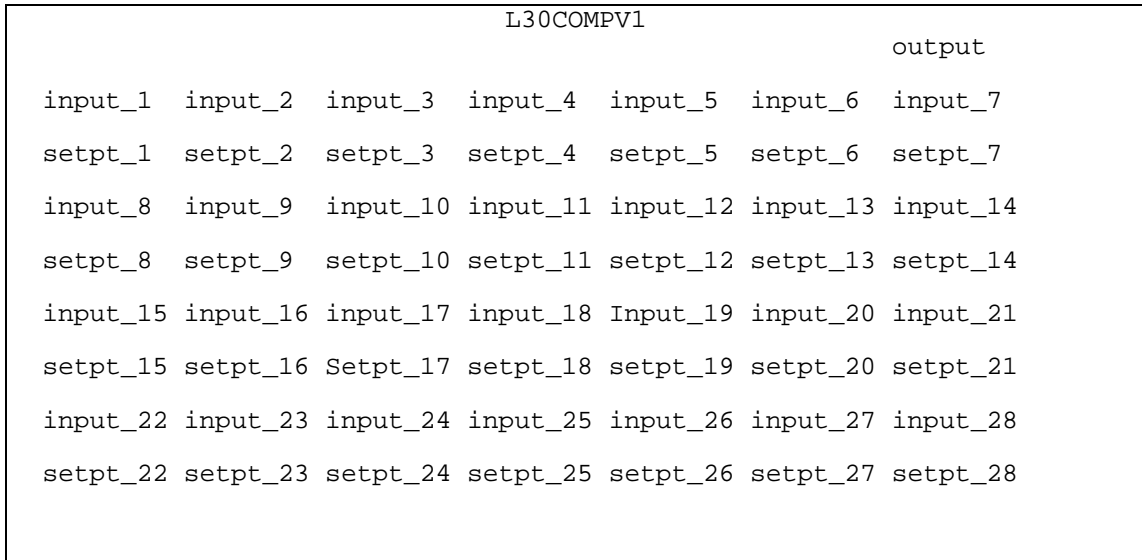 L30COMPV1
output
input_1 input_2 input_3 input_4 input_5 input_6 input_7
setpt_1 setpt_2 setpt_3 setpt_4 setpt_5 setpt_6 setpt_7
input_8 input_9 input_10 input_11 input_12 input_13 input_14
setpt_8 setpt_9 setpt_10 setpt_11 setpt_12 setpt_13 setpt_14
input_15 input_16 input_17 input_18 Input_19 input_20 input_21
setpt_15 setpt_16 Setpt_17 setpt_18 setpt_19 setpt_20 setpt_21
input_22 input_23 input_24 input_25 input_26 input_27 input_28
setpt_22 setpt_23 setpt_24 setpt_25 setpt_26 setpt_27 setpt_28